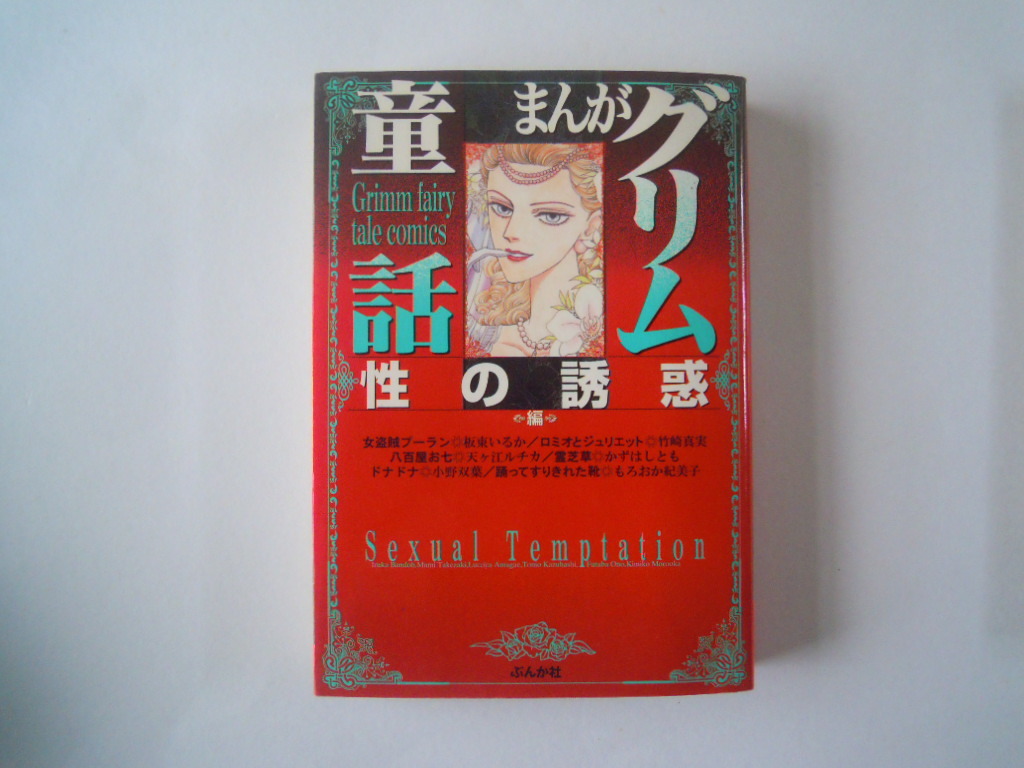 まんが
グリム
童話
Grimm fairy
tale comics
性の誘惑
編
女盗賊プーラン◎板東いるか／ロミオとジュリエット◎竹崎真実
八百屋お七◎天ヶ江ルチカ／霊芝草◎かずはしとも
ドナドナ◎小野双葉／踊ってすりきれた靴◎もろおか紀美子
Sexual Temptation
ぶんか社